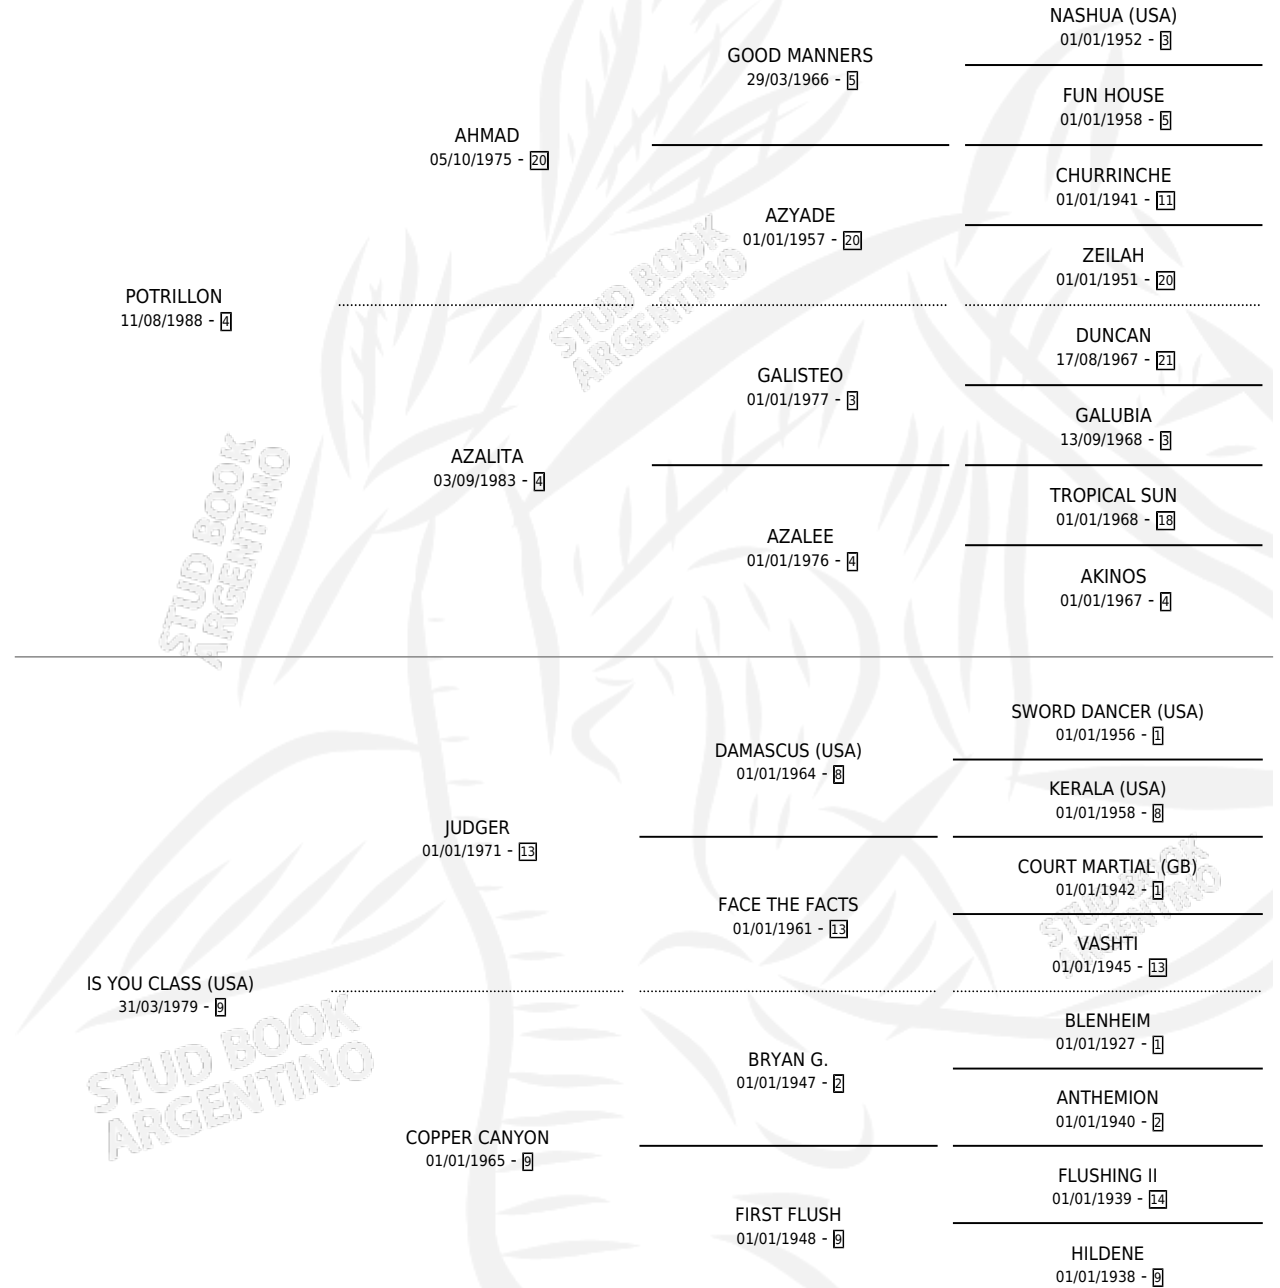 NASHUA (USA)
01/01/1952 - 3
GOOD MANNERS
29/03/1966 - 5
FUN HOUSE
01/01/1958 - 5
AHMAD
05/10/1975 - 20
CHURRINCHE
01/01/1941 - 11
AZYADE
01/01/1957 - 20
ZEILAH
01/01/1951 - 20
POTRILLON
11/08/1988 - 4
DUNCAN
17/08/1967 - 21
GALISTEO
01/01/1977 - 3
GALUBIA
13/09/1968 - 3
AZALITA
03/09/1983 - 4
TROPICAL SUN
01/01/1968 - 18
AZALEE
01/01/1976 - 4
AKINOS
01/01/1967 - 4
SWORD DANCER (USA)
01/01/1956 - 1
DAMASCUS (USA)
01/01/1964 - 8
KERALA (USA)
01/01/1958 - 8
JUDGER
01/01/1971 - 13
COURT MARTIAL (GB)
01/01/1942 - 1
FACE THE FACTS
01/01/1961 - 13
VASHTI
01/01/1945 - 13
IS YOU CLASS (USA)
31/03/1979 - 9
BLENHEIM
01/01/1927 - 1
BRYAN G.
01/01/1947 - 2
ANTHEMION
01/01/1940 - 2
COPPER CANYON
01/01/1965 - 9
FLUSHING II
01/01/1939 - 14
FIRST FLUSH
01/01/1948 - 9
HILDENE
01/01/1938 - 9
STUD BOOK
ARGENTINO
STUD BOOK
ARGENTINO
STUD BOOK
ARGENTINO
STUD BOOK
ARGENTINO